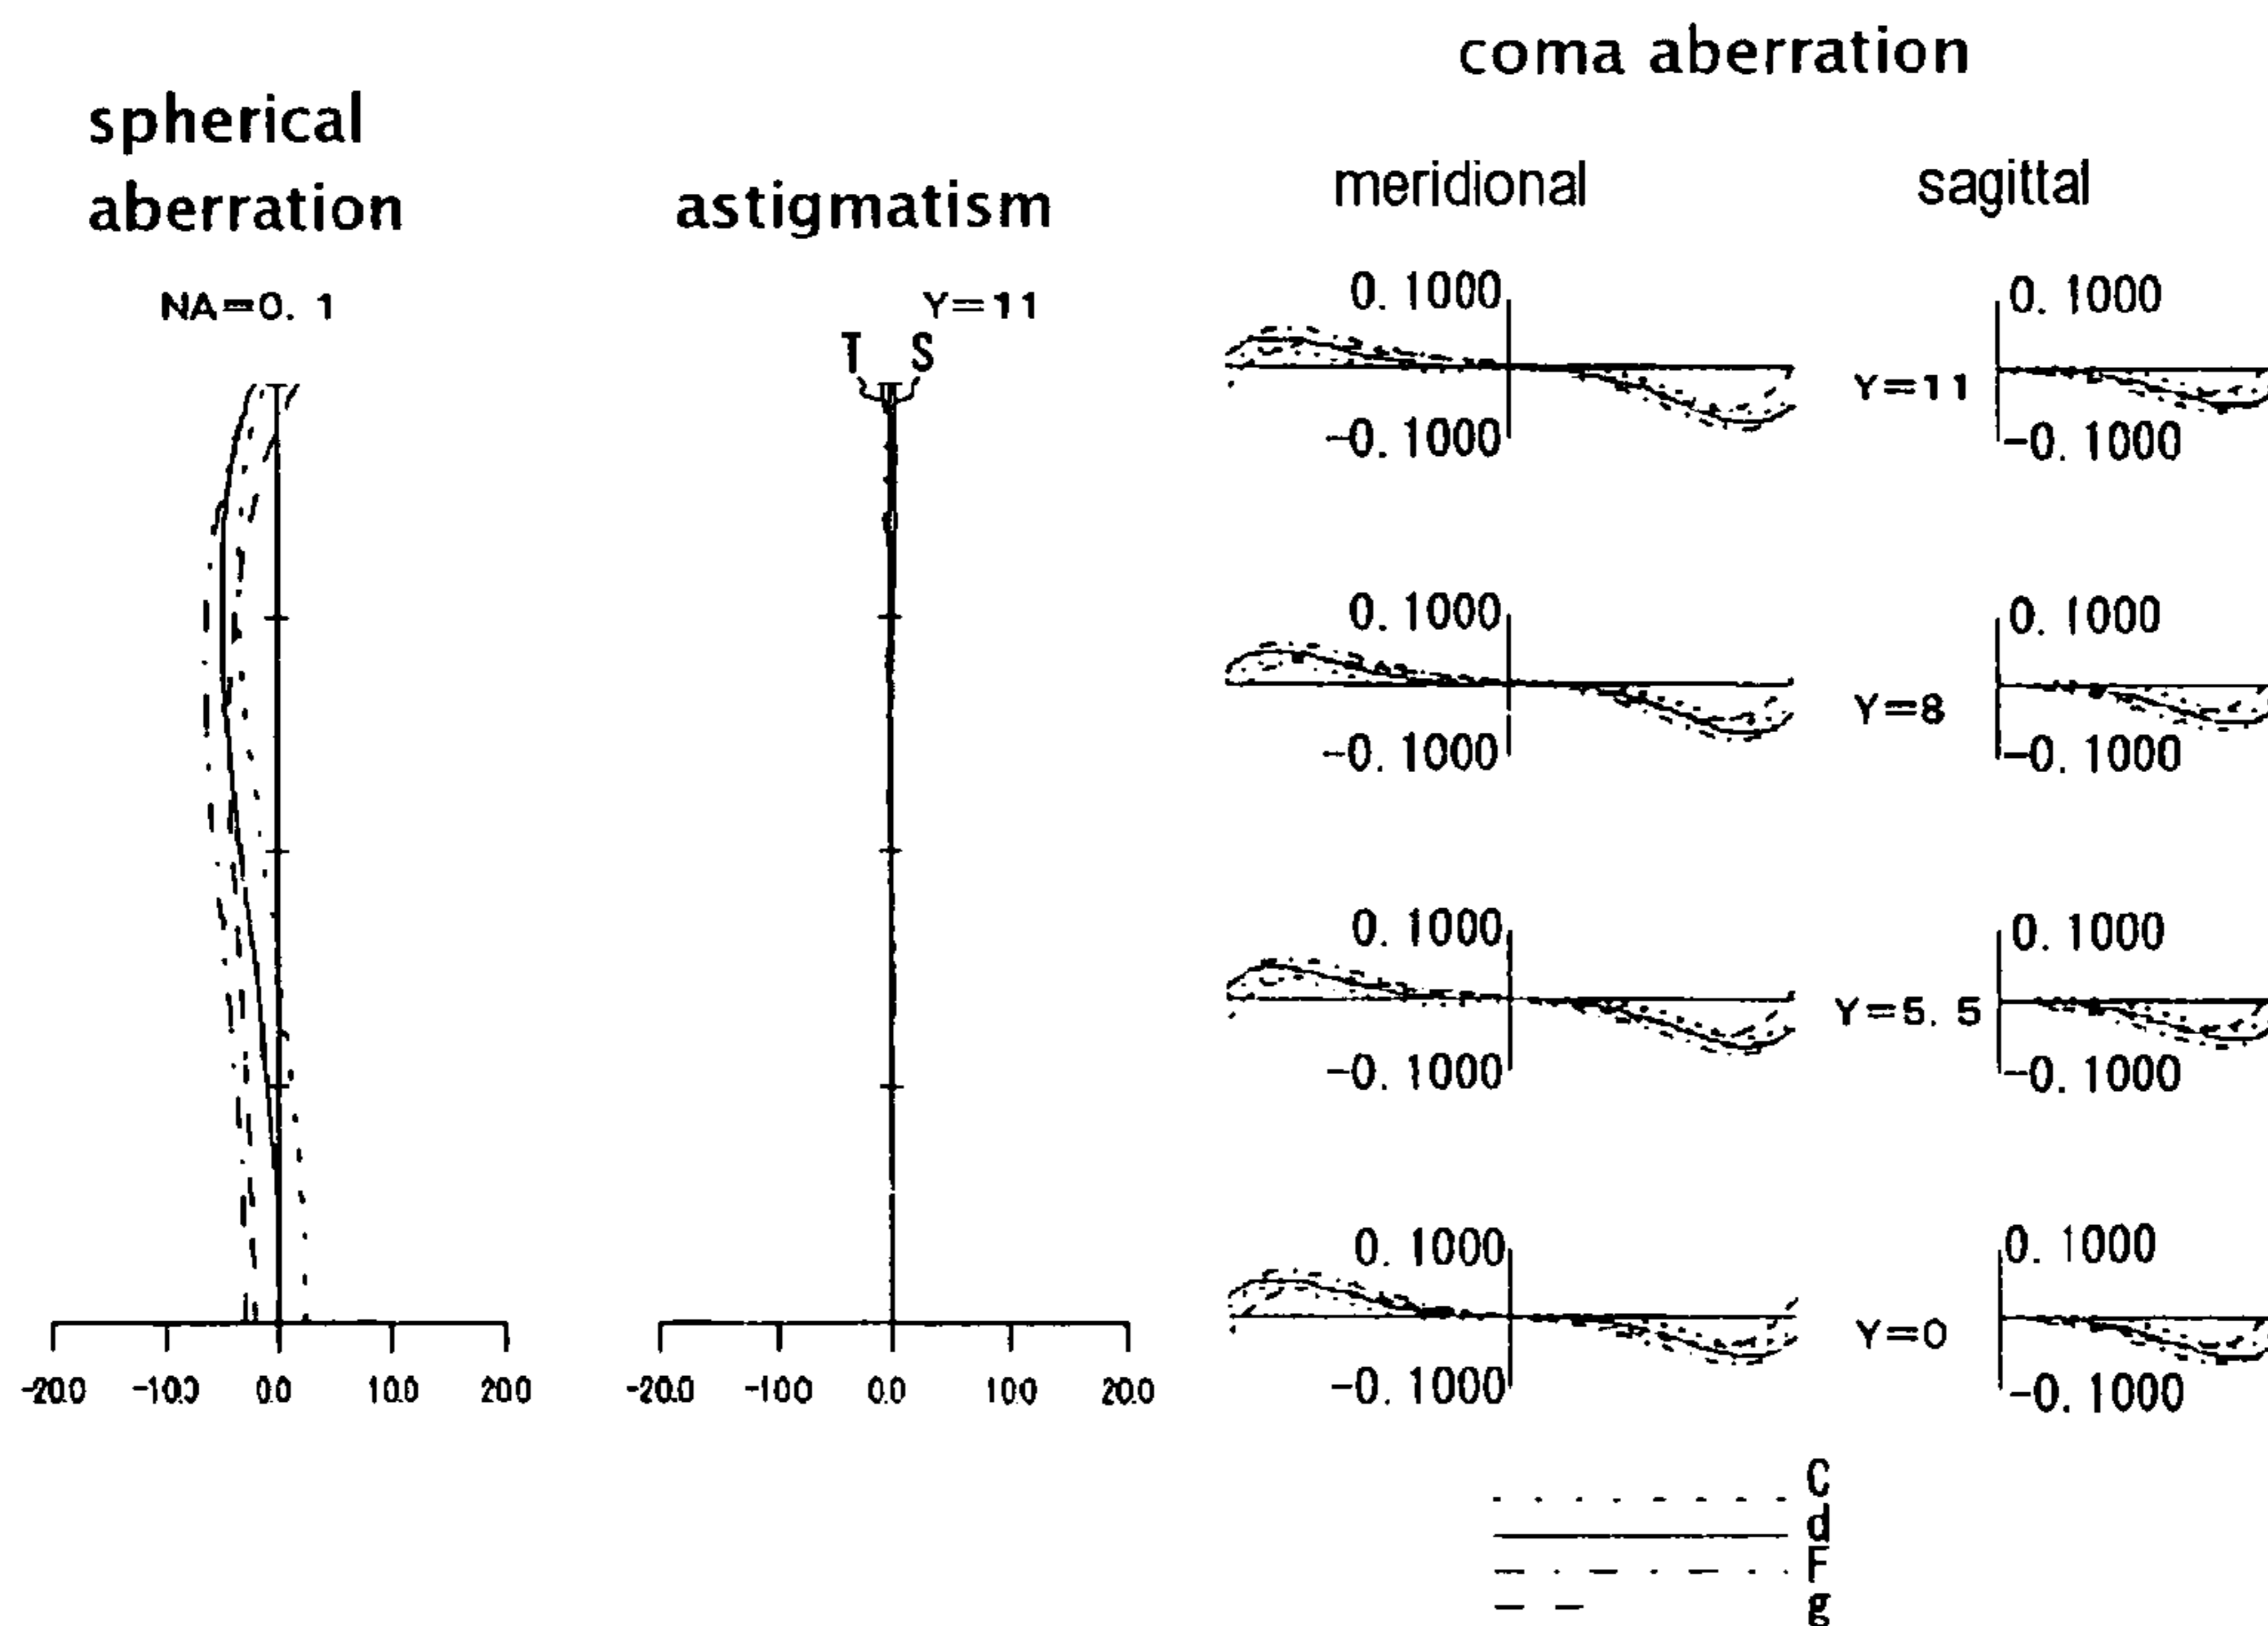 spherical
aberration
NA=0. 1
-20.0 -10.0 0.0 10.0 20.0
astigmatism
Y=11
T S
-20.0 -10.0 0.0 10.0 20.0
coma aberration
meridional sagittal
0. 1000 0. 1000
Y=11
-0. 1000 -0. 1000
0. 1000 0. 1000
Y=8
-0. 1000 -0. 1000
0. 1000 0. 1000
Y=5. 5
-0. 1000 -0. 1000
0. 1000 0. 1000
Y=0
-0. 1000 -0. 1000
C
d
F
g